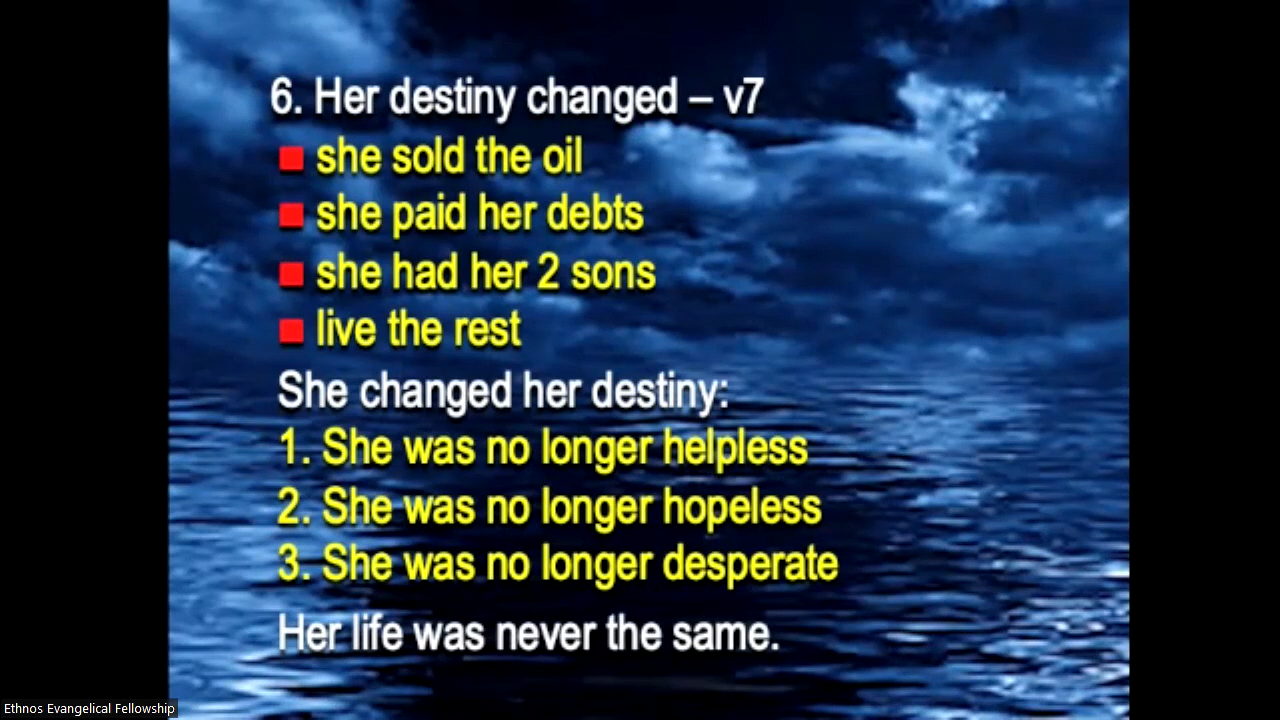 6. Her destiny changed – v7
■ she sold the oil
■ she paid her debts
■ she had her 2 sons
■ live the rest
She changed her destiny:
1. She was no longer helpless
2. She was no longer hopeless
3. She was no longer desperate
Her life was never the same.
Ethnos Evangelical Fellowship